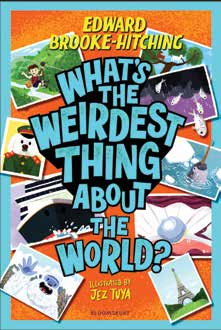 EDWARD
BROOKE-HITCHING
WHAT'S
THE
WEIRDEST
THING
ABOUT
THE
WORLD?
ILLUSTRATED BY
JEZ TUYA
BLOOMSBURY